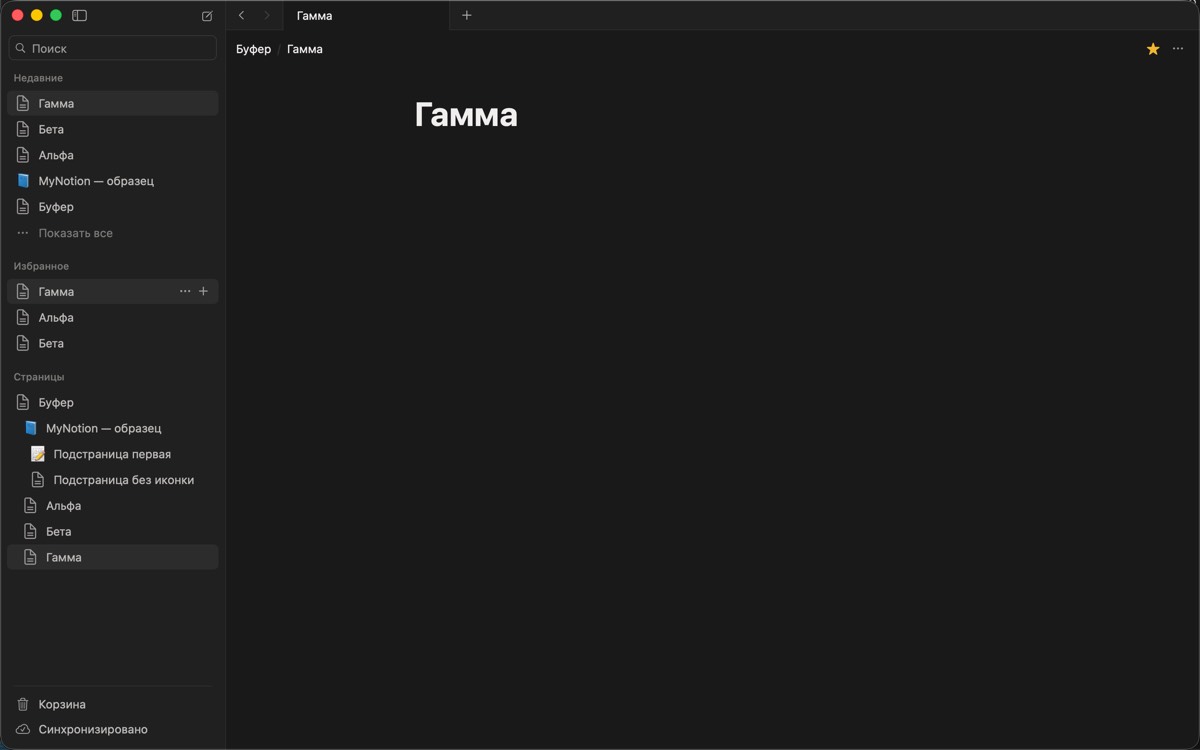 Гамма
Поиск
Буфер / Гамма
Недавние
Гамма
Бета
Альфа
MyNotion — образец
Буфер
Показать все
Избранное
Гамма
Альфа
Бета
Страницы
Буфер
MyNotion — образец
Подстраница первая
Подстраница без иконки
Альфа
Бета
Гамма
Корзина
Синхронизировано
Гамма